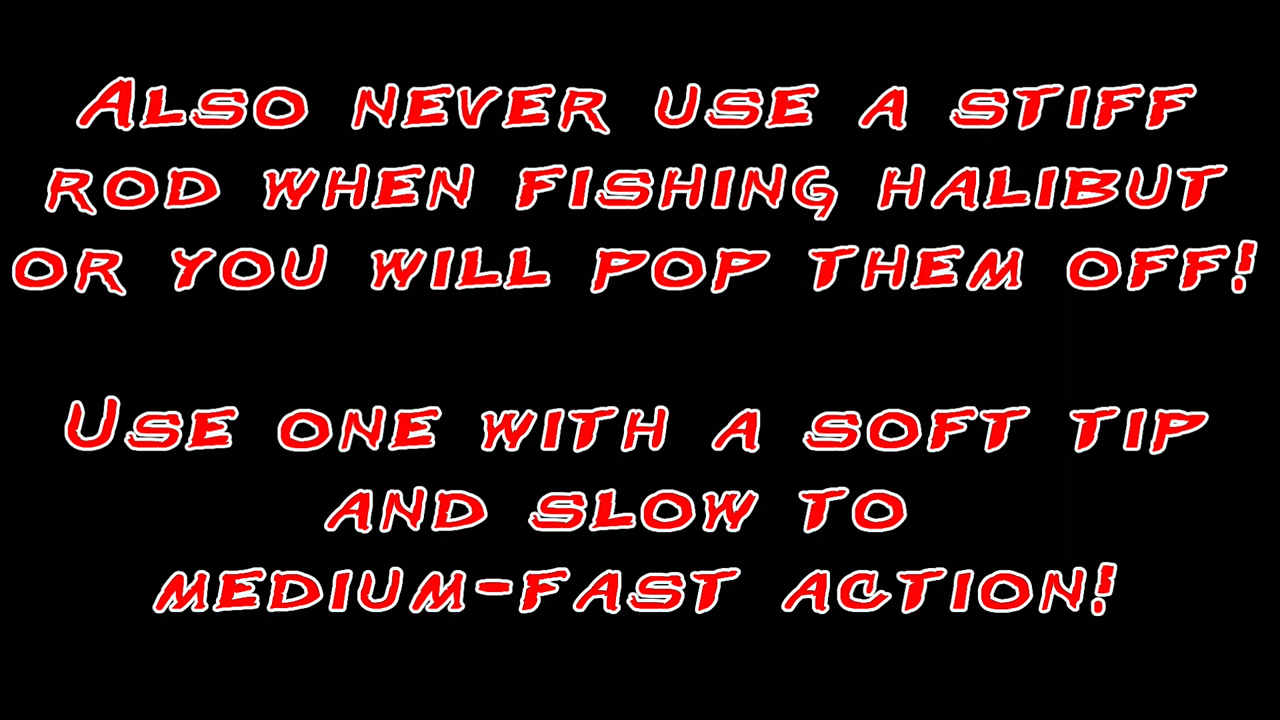 Also never use a stiff
rod when fishing halibut
or you will pop them off!
Use one with a soft tip
and slow to
medium-fast action!